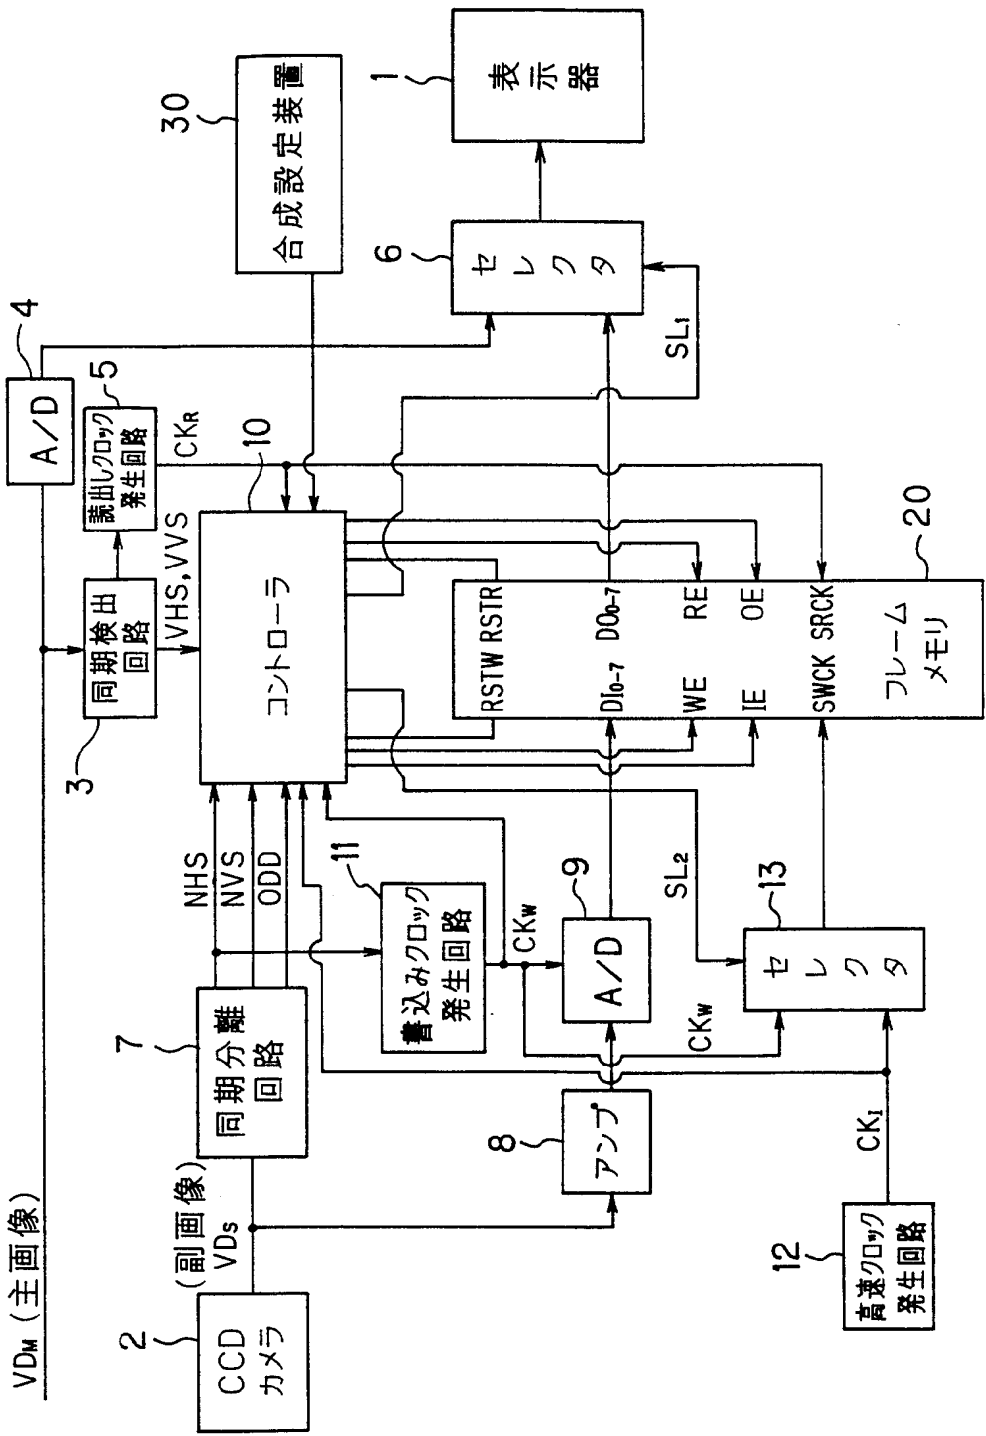 VDM (主画像)
A/D
4
同期検出
回路
3
読出しクロック
発生回路
5
VHS,VVS
CKR
30
合成設定装置
(副画像)
VDS
2
CCD
カメラ
7
同期分離
回路
NHS
NVS
ODD
コントローラ
10
11
書込みクロック
発生回路
CKW
8
アンプ
9
A/D
6
セレクタ
1
表示器
SL1
SL2
CKW
RSTW RSTR
DI0-7 DO0-7
WE RE
IE OE
SWCK SRCK
フレーム
メモリ
20
13
セレクタ
CKI
12
高速クロック
発生回路